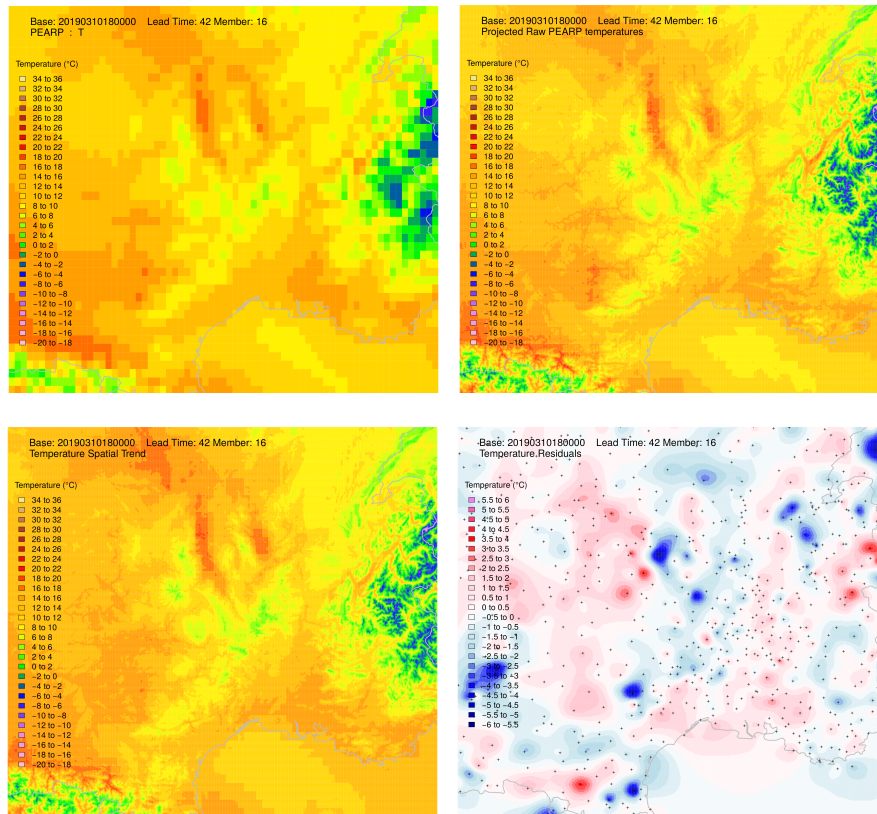 Base: 20190310180000 Lead Time: 42 Member: 16
PEARP : T
Temperature (°C)
34 to 36
32 to 34
30 to 32
28 to 30
26 to 28
24 to 26
22 to 24
20 to 22
18 to 20
16 to 18
14 to 16
12 to 14
10 to 12
8 to 10
6 to 8
4 to 6
2 to 4
0 to 2
−2 to 0
−4 to −2
−6 to −4
−8 to −6
−10 to −8
−12 to −10
−14 to −12
−16 to −14
−18 to −16
−20 to −18
Base: 20190310180000 Lead Time: 42 Member: 16
Projected Raw PEARP temperatures
Temperature (°C)
34 to 36
32 to 34
30 to 32
28 to 30
26 to 28
24 to 26
22 to 24
20 to 22
18 to 20
16 to 18
14 to 16
12 to 14
10 to 12
8 to 10
6 to 8
4 to 6
2 to 4
0 to 2
−2 to 0
−4 to −2
−6 to −4
−8 to −6
−10 to −8
−12 to −10
−14 to −12
−16 to −14
−18 to −16
−20 to −18
Base: 20190310180000 Lead Time: 42 Member: 16
Temperature Spatial Trend
Temperature (°C)
34 to 36
32 to 34
30 to 32
28 to 30
26 to 28
24 to 26
22 to 24
20 to 22
18 to 20
16 to 18
14 to 16
12 to 14
10 to 12
8 to 10
6 to 8
4 to 6
2 to 4
0 to 2
−2 to 0
−4 to −2
−6 to −4
−8 to −6
−10 to −8
−12 to −10
−14 to −12
−16 to −14
−18 to −16
−20 to −18
Base: 20190310180000 Lead Time: 42 Member: 16
Temperature Residuals
Temperature (°C)
5.5 to 6
5 to 5.5
4.5 to 5
4 to 4.5
3.5 to 4
3 to 3.5
2.5 to 3
2 to 2.5
1.5 to 2
1 to 1.5
0.5 to 1
0 to 0.5
−0.5 to 0
−1 to −0.5
−1.5 to −1
−2 to −1.5
−2.5 to −2
−3 to −2.5
−3.5 to −3
−4 to −3.5
−4.5 to −4
−5 to −4.5
−5.5 to −5
−6 to −5.5